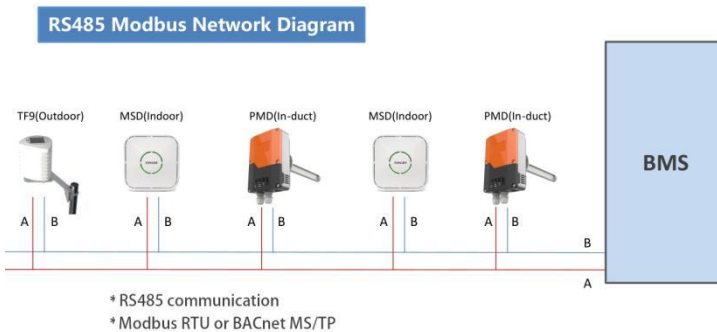 RS485 Modbus Network Diagram
TF9(Outdoor) MSD(Indoor) PMD(In-duct) MSD(Indoor) PMD(In-duct)
BMS
A B A B A B A B A B
B
A
* RS485 communication
* Modbus RTU or BACnet MS/TP